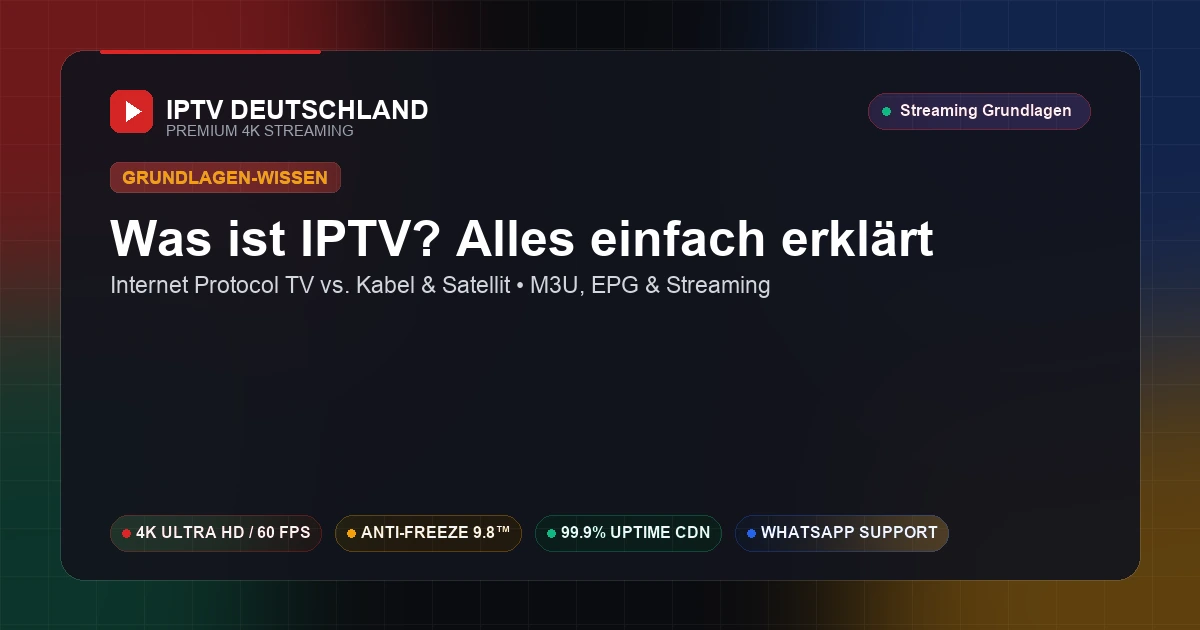 IPTV DEUTSCHLAND
PREMIUM 4K STREAMING
Streaming Grundlagen
GRUNDLAGEN-WISSEN
Was ist IPTV? Alles einfach erklärt
Internet Protocol TV vs. Kabel & Satellit • M3U, EPG & Streaming
4K ULTRA HD / 60 FPS
ANTI-FREEZE 9.8™
99.9% UPTIME CDN
WHATSAPP SUPPORT